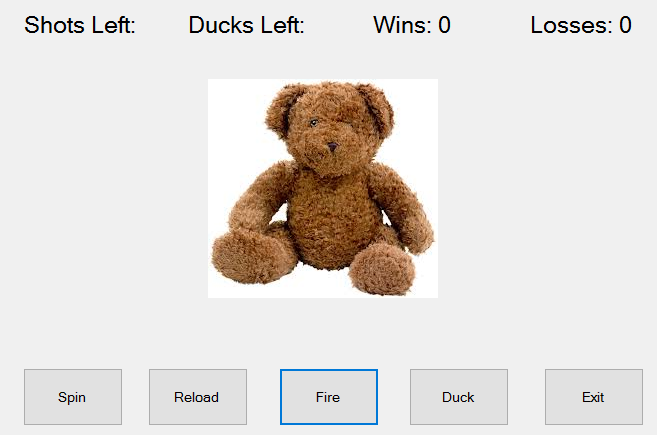 Shots Left: Ducks Left: Wins: 0 Losses: 0
Spin Reload Fire Duck Exit